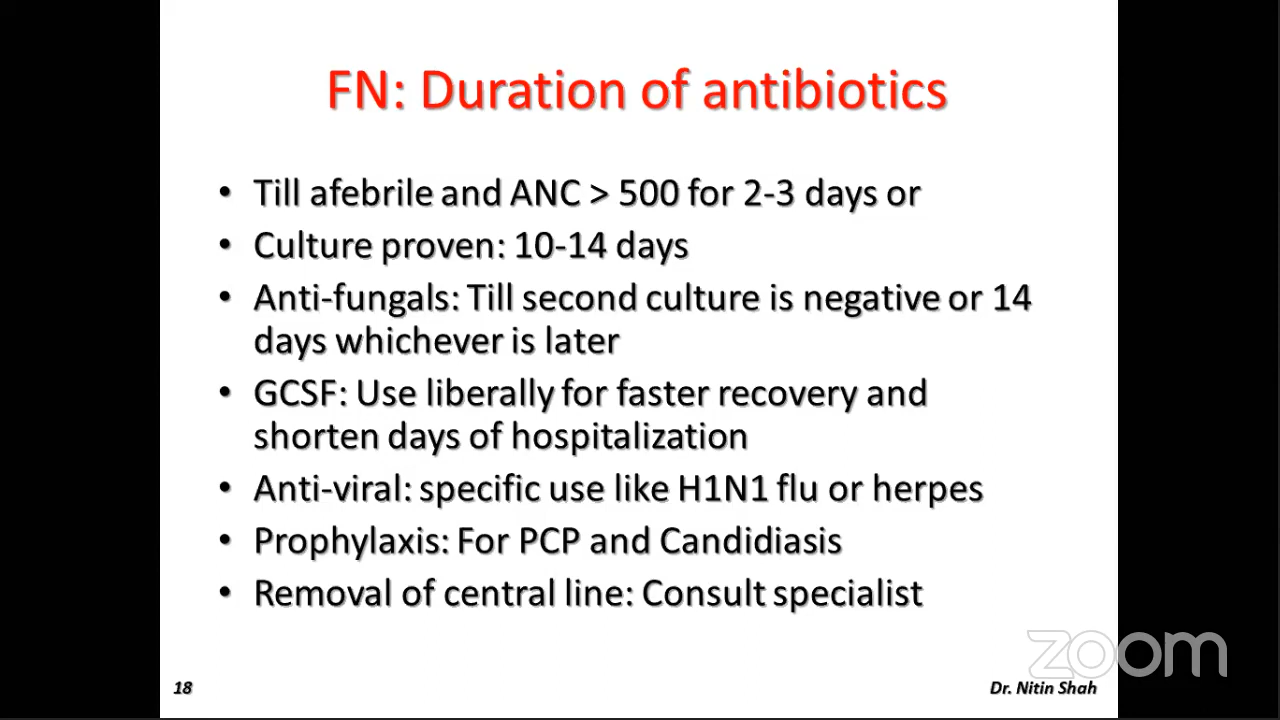 FN: Duration of antibiotics
• Till afebrile and ANC > 500 for 2-3 days or
• Culture proven: 10-14 days
• Anti-fungals: Till second culture is negative or 14
days whichever is later
• GCSF: Use liberally for faster recovery and
shorten days of hospitalization
• Anti-viral: specific use like H1N1 flu or herpes
• Prophylaxis: For PCP and Candidiasis
• Removal of central line: Consult specialist
zoom
18
Dr. Nitin Shah